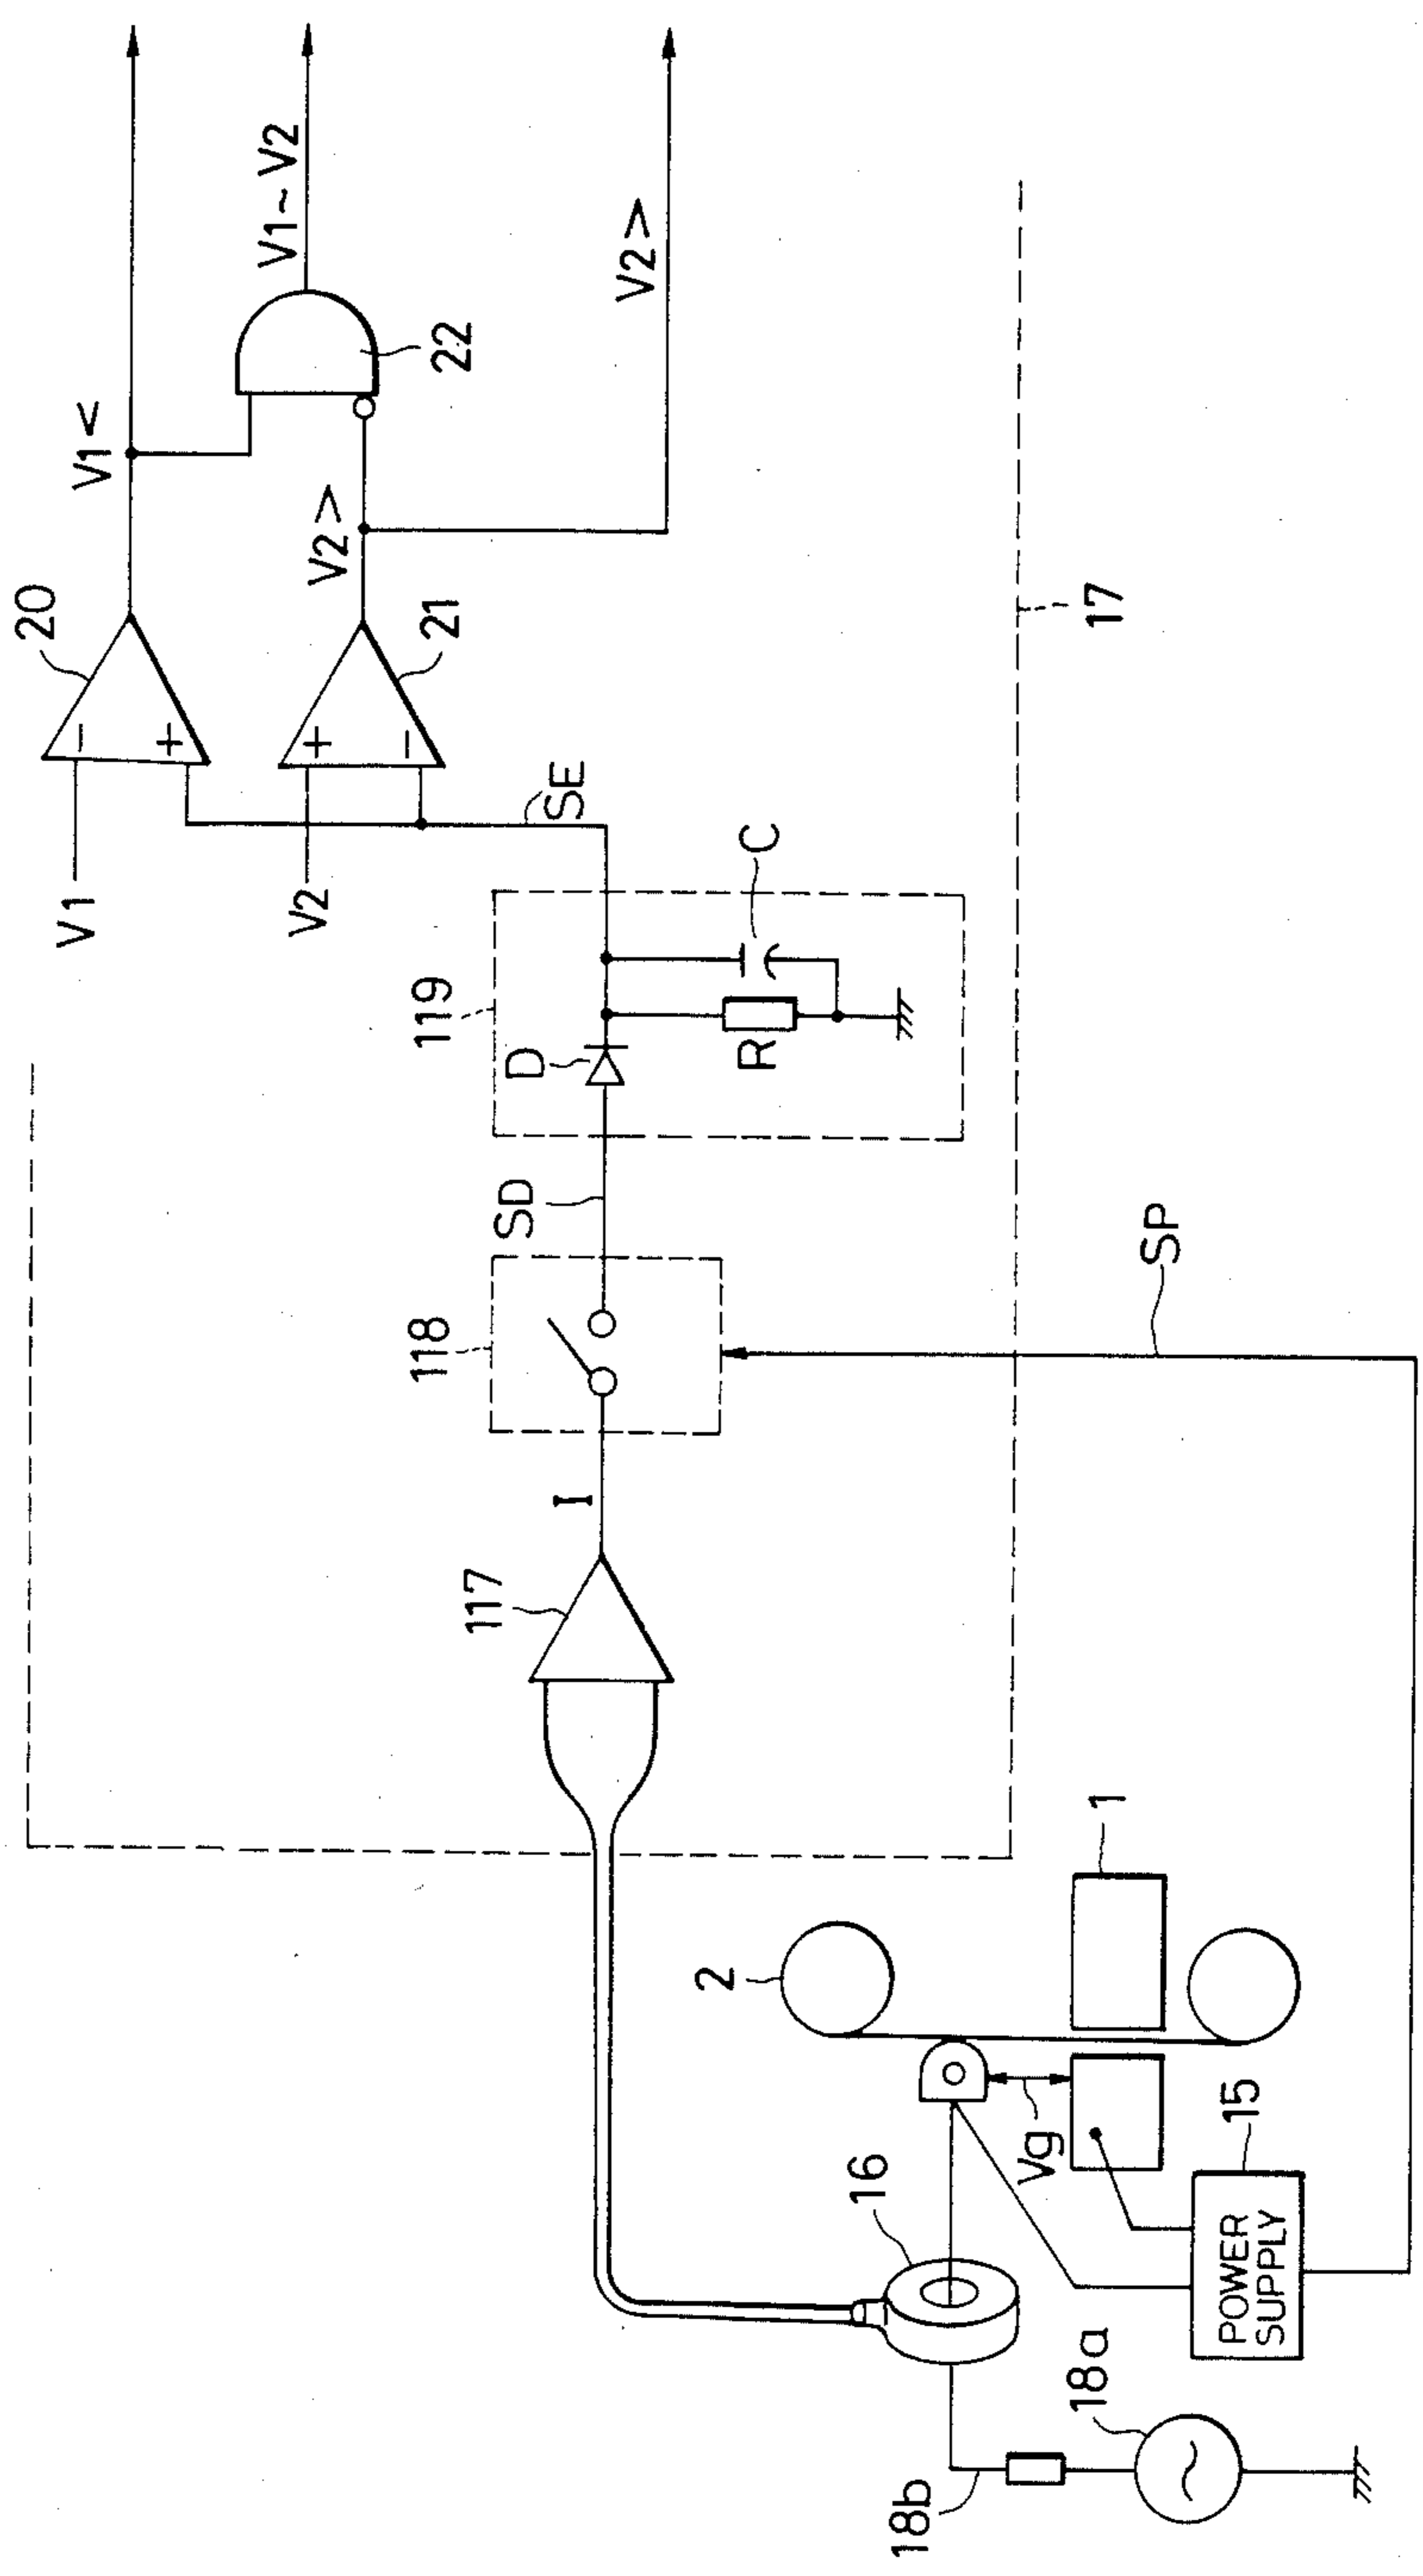 V1
V2
20
21
V1 <
V2 >
22
V1 ~ V2
V2 >
SE
119
D
R
C
17
118
SD
SP
117
I
2
1
16
Vg
15
POWER
SUPPLY
18a
18b